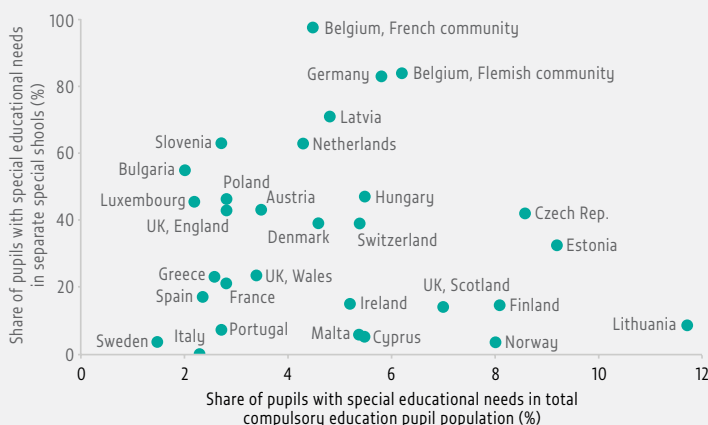 100
80
60
40
20
0
Share of pupils with special educational needs
in separate special shools (%)
Belgium, French community
Germany
Belgium, Flemish community
Latvia
Slovenia
Netherlands
Bulgaria
Poland
Luxembourg
Austria
Hungary
UK, England
Czech Rep.
Denmark
Switzerland
Estonia
Greece
UK, Wales
UK, Scotland
Spain
France
Ireland
Finland
Lithuania
Sweden
Italy
Portugal
Malta
Cyprus
Norway
0 2 4 6 8 10 12
Share of pupils with special educational needs in total
compulsory education pupil population (%)